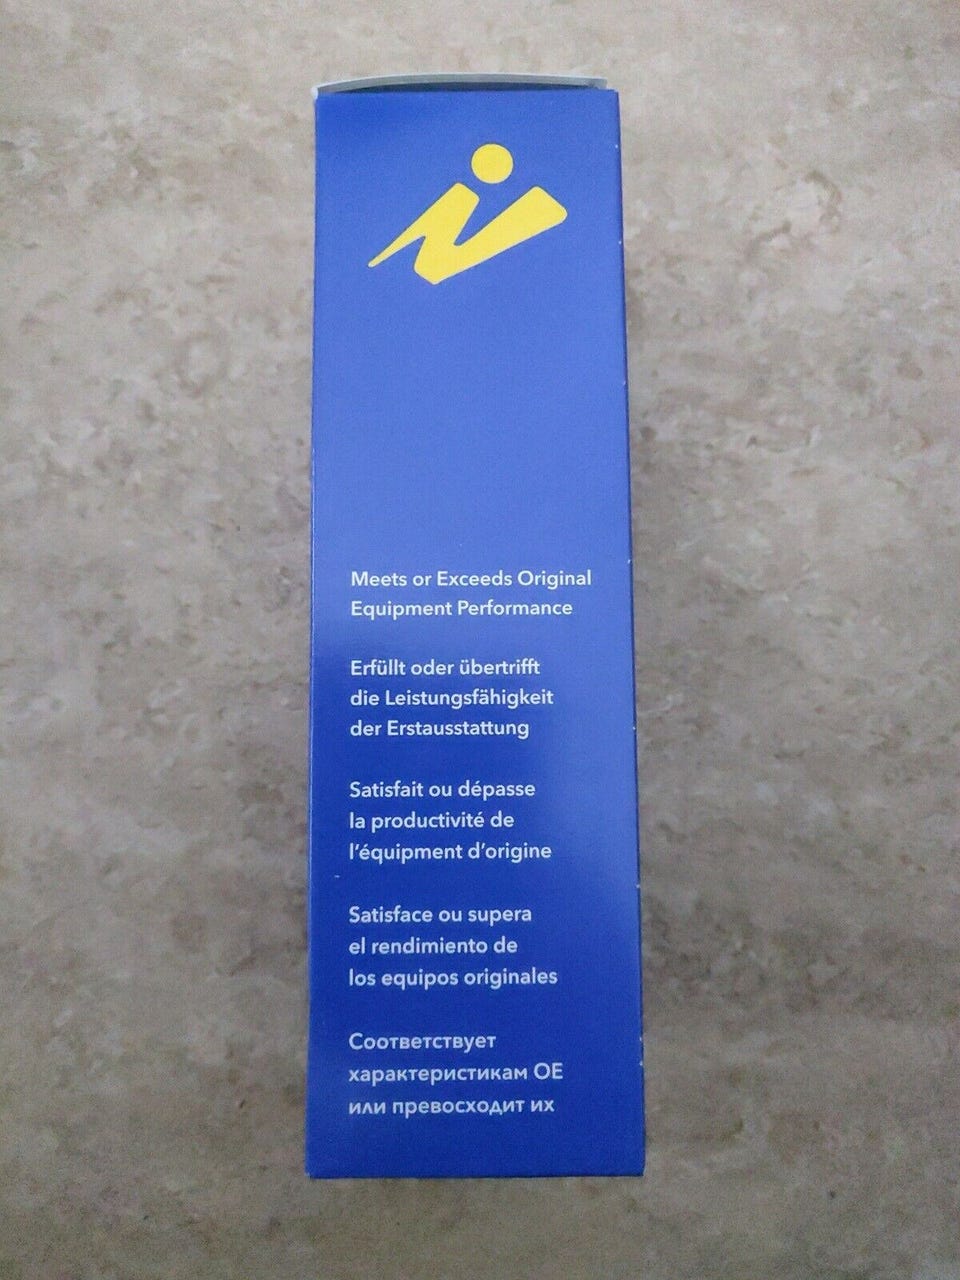 Meets or Exceeds Original
Equipment Performance
Erfüllt oder übertrifft
die Leistungsfähigkeit
der Erstausstattung
Satisfait ou dépasse
la productivité de
l'équipment d'origine
Satisface ou supera
el rendimiento de
los equipos originales
Соответствует
характеристикам OE
или превосходит их